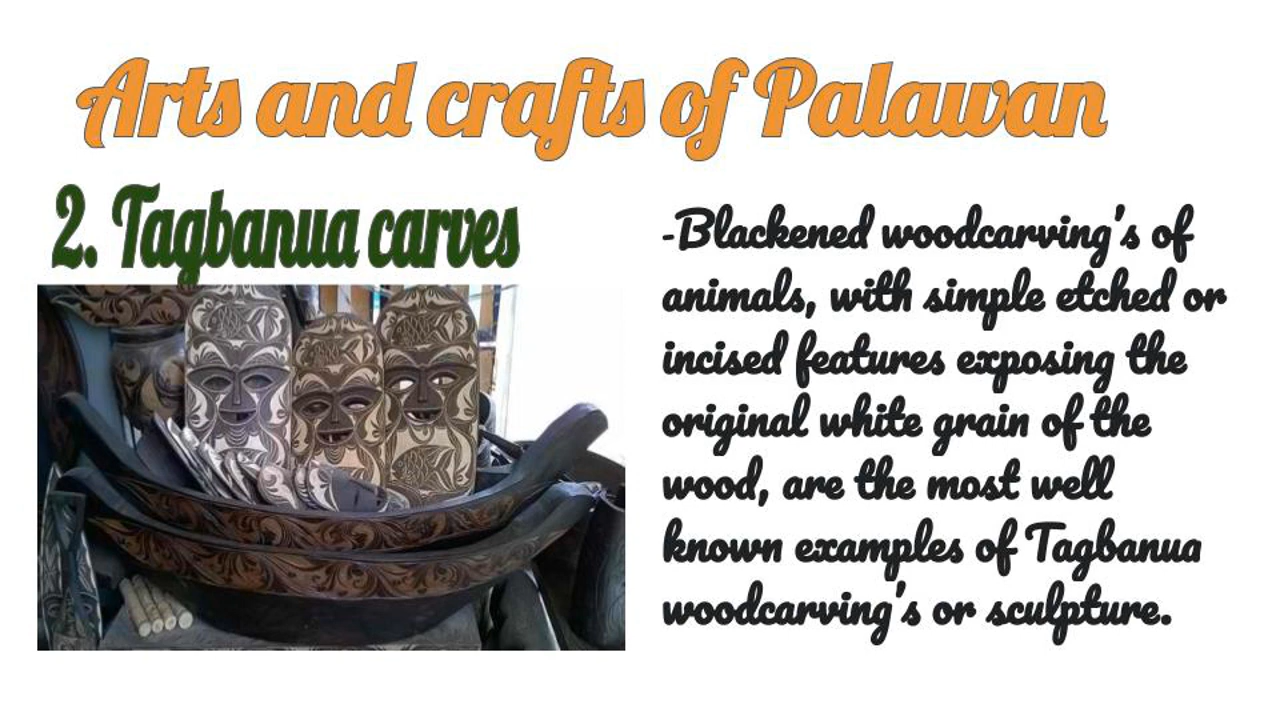 Arts and crafts of Palawan
2. Tagbanua carves
-Blackened woodcarving's of
animals, with simple etched or
incised features exposing the
original white grain of the
wood, are the most well
known examples of Tagbanua
woodcarving's or sculpture.